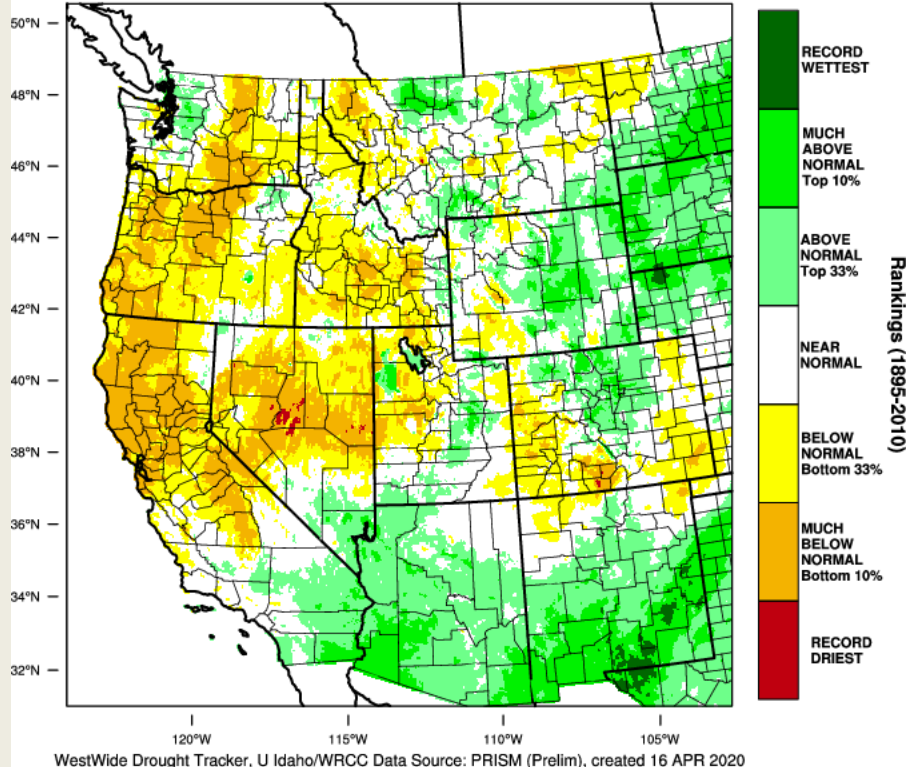 50°N
48°N
46°N
44°N
42°N
40°N
38°N
36°N
34°N
32°N
120°W
115°W
110°W
105°W
RECORD
WETTEST
MUCH
ABOVE
NORMAL
Top 10%
ABOVE
NORMAL
Top 33%
NEAR
NORMAL
BELOW
NORMAL
Bottom 33%
MUCH
BELOW
NORMAL
Bottom 10%
RECORD
DRIEST
Rankings (1895-2010)
WestWide Drought Tracker, U Idaho/WRCC Data Source: PRISM (Prelim), created 16 APR 2020